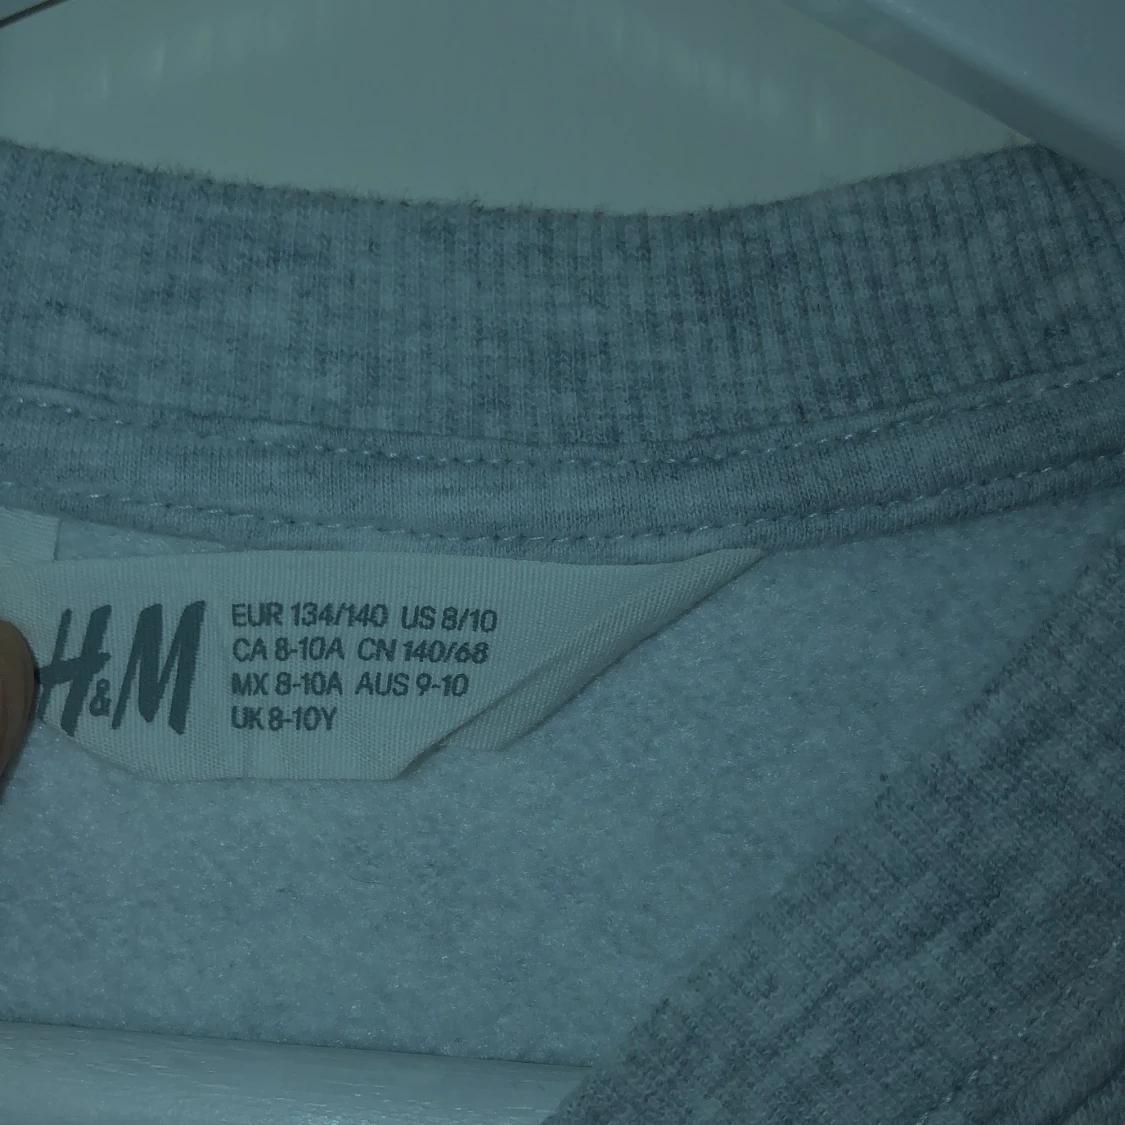 H&M
EUR 134/140 US 8/10
CA 8-10A CN 140/68
MX 8-10A AUS 9-10
UK 8-10Y